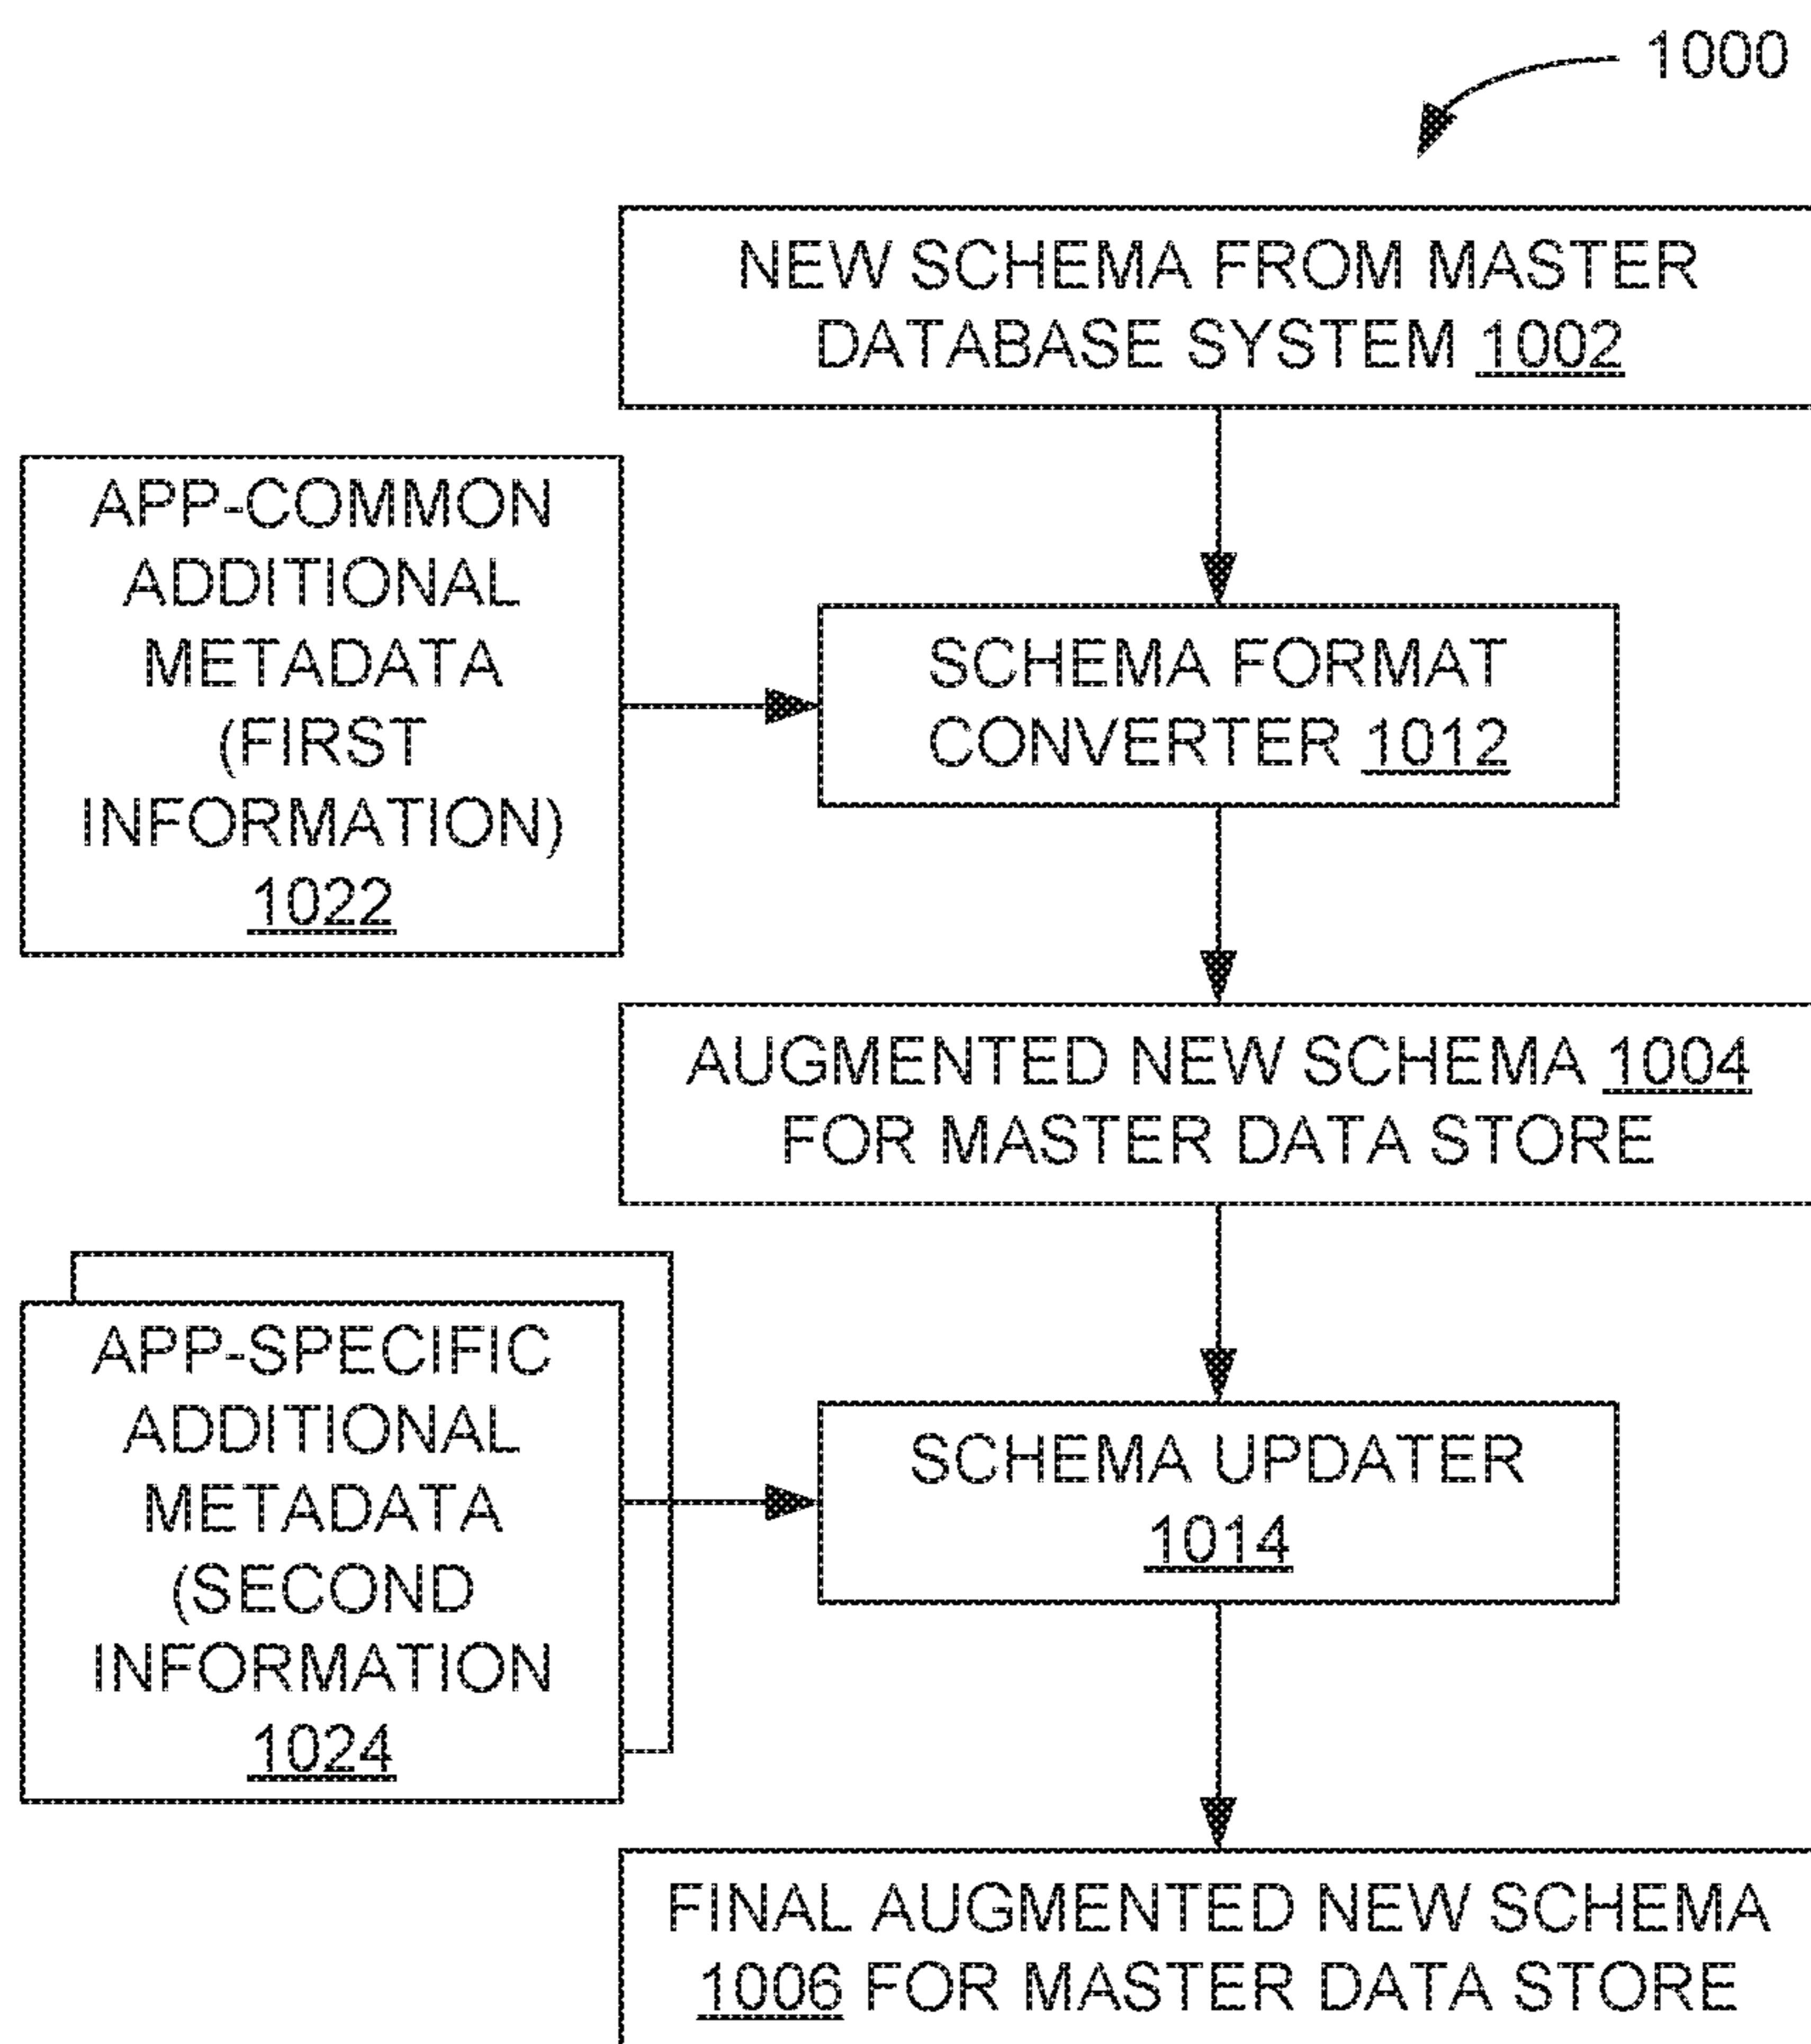 1000
NEW SCHEMA FROM MASTER
DATABASE SYSTEM 1002
APP-COMMON
ADDITIONAL
METADATA
(FIRST
INFORMATION)
1022
SCHEMA FORMAT
CONVERTER 1012
AUGMENTED NEW SCHEMA 1004
FOR MASTER DATA STORE
APP-SPECIFIC
ADDITIONAL
METADATA
(SECOND
INFORMATION
1024
SCHEMA UPDATER
1014
FINAL AUGMENTED NEW SCHEMA
1006 FOR MASTER DATA STORE